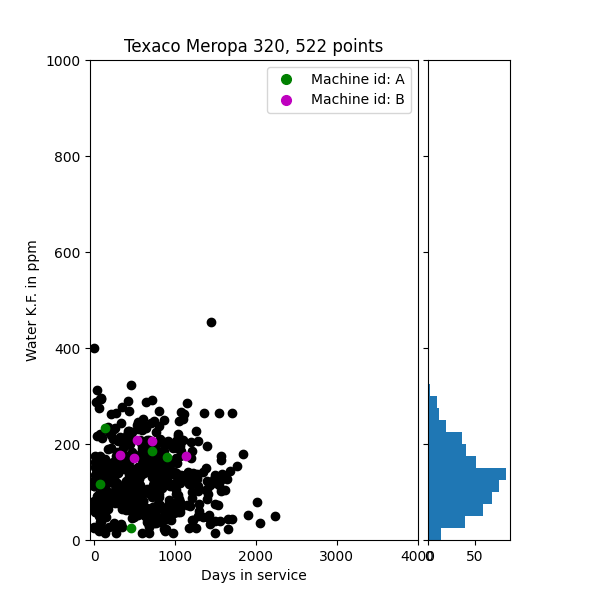 Texaco Meropa 320, 522 points
Machine id: A
Machine id: B
Water K.F. in ppm
1000
800
600
400
200
0
0
1000
2000
3000
4000
0
50
Days in service